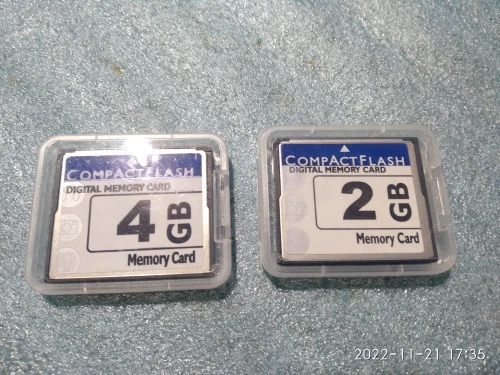 COMPACTFLASH
DIGITAL MEMORY CARD
4 GB
Memory Card
COMPACTFLASH
DIGITAL MEMORY CARD
2 GB
Memory Card
2022-11-21 17:35